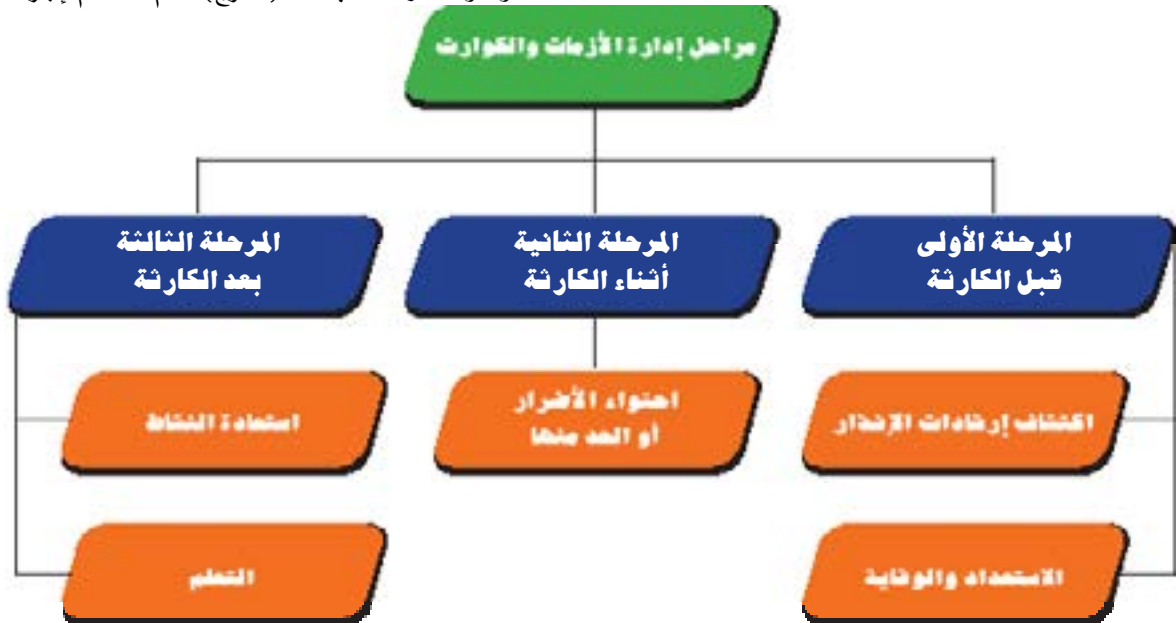 مراحل إدارة الأزمات والكوارث
المرحلة الأولى
قبل الكارثة
المرحلة الثانية
أثناء الكارثة
المرحلة الثالثة
بعد الكارثة
اكتشاف إرشادات الإنذار
الاستعداد والوقاية
احتواء الأضرار
أو الحد منها
استعادة النشاط
التعلم